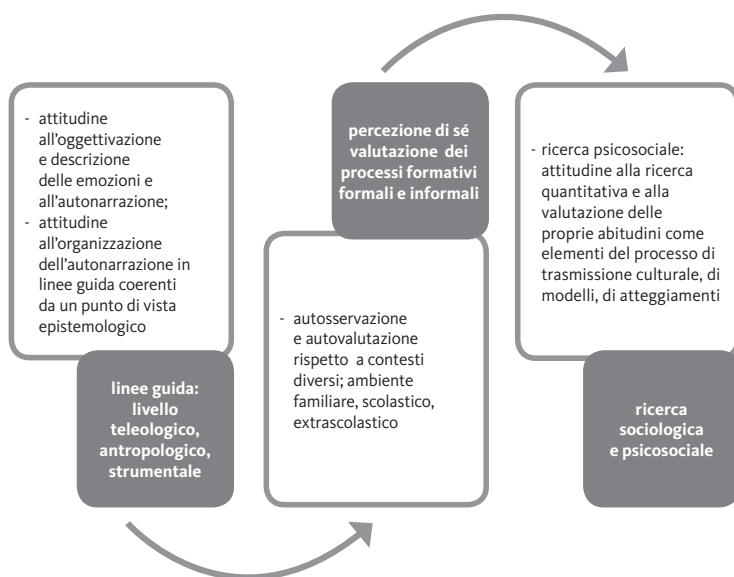 - attitudine
all'oggettivazione
e descrizione
delle emozioni e
all'autonarrazione;
- attitudine
all'organizzazione
dell'autonarrazione in
linee guida coerenti
da un punto di vista
epistemologico
linee guida:
livello
teleologico,
antropologico,
strumentale
percezione di sé
valutazione dei
processi formativi
formali e informali
- autosservazione
e autovalutazione
rispetto a contesti
diversi; ambiente
familiare, scolastico,
extrascolastico
- ricerca psicosociale:
attitudine alla ricerca
quantitativa e alla
valutazione delle
proprie abitudini come
elementi del processo di
trasmissione culturale, di
modelli, di atteggiamenti
ricerca
sociologica
e psicosociale